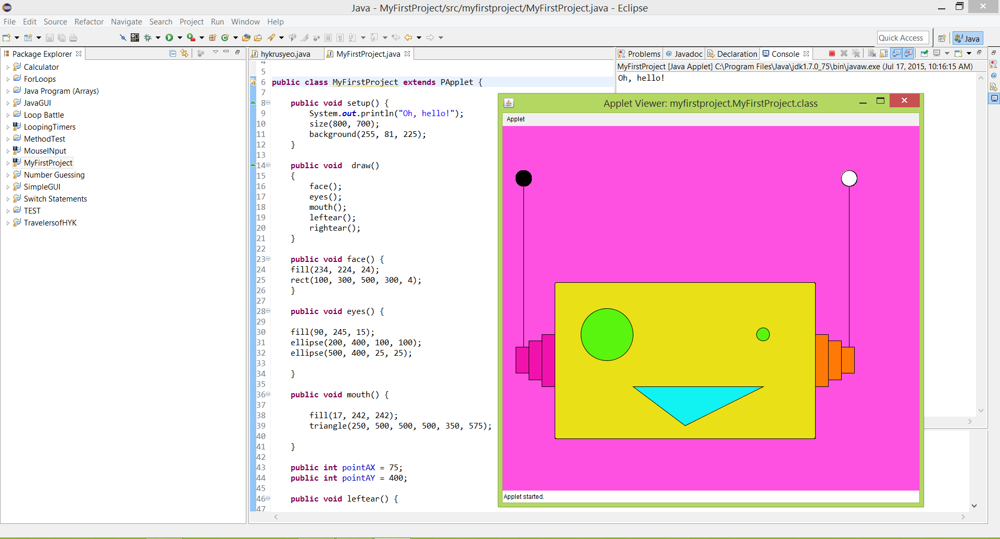 Java - MyFirstProject/src/myfirstproject/MyFirstProject.java - Eclipse
File Edit Source Refactor Navigate Search Project Run Window Help
Quick Access
Java
Package Explorer
Calculator
ForLoops
Java Program (Arrays)
JavaGUI
Loop Battle
LoopingTimers
MethodTest
MouseINput
MyFirstProject
Number Guessing
SimpleGUI
Switch Statements
TEST
TravelersofHYK
hykrusyeo.java
MyFirstProject.java
4
5
6 public class MyFirstProject extends PApplet {
7
8 public void setup() {
9 System.out.println("Oh, hello!");
10 size(800, 700);
11 background(255, 81, 225);
12 }
13
14 public void  draw()
15 {
16 face();
17 eyes();
18 mouth();
19 leftear();
20 rightear();
21 }
22
23 public void face() {
24 fill(234, 224, 24);
25 rect(100, 300, 500, 300, 4);
26 }
27
28 public void eyes() {
29
30 fill(90, 245, 15);
31 ellipse(200, 400, 100, 100);
32 ellipse(500, 400, 25, 25);
33
34 }
35
36 public void mouth() {
37
38 fill(17, 242, 242);
39 triangle(250, 500, 500, 500, 350, 575);
40
41 }
42
43 public int pointAX = 75;
44 public int pointAY = 400;
45
46 public void leftear() {
47
Problems @ Javadoc Declaration Console
MyFirstProject [Java Applet] C:\Program Files\Java\jdk1.7.0_75\bin\javaw.exe (Jul 17, 2015, 10:16:15 AM)
Oh, hello!
Applet Viewer: myfirstproject.MyFirstProject.class
Applet
Applet started.